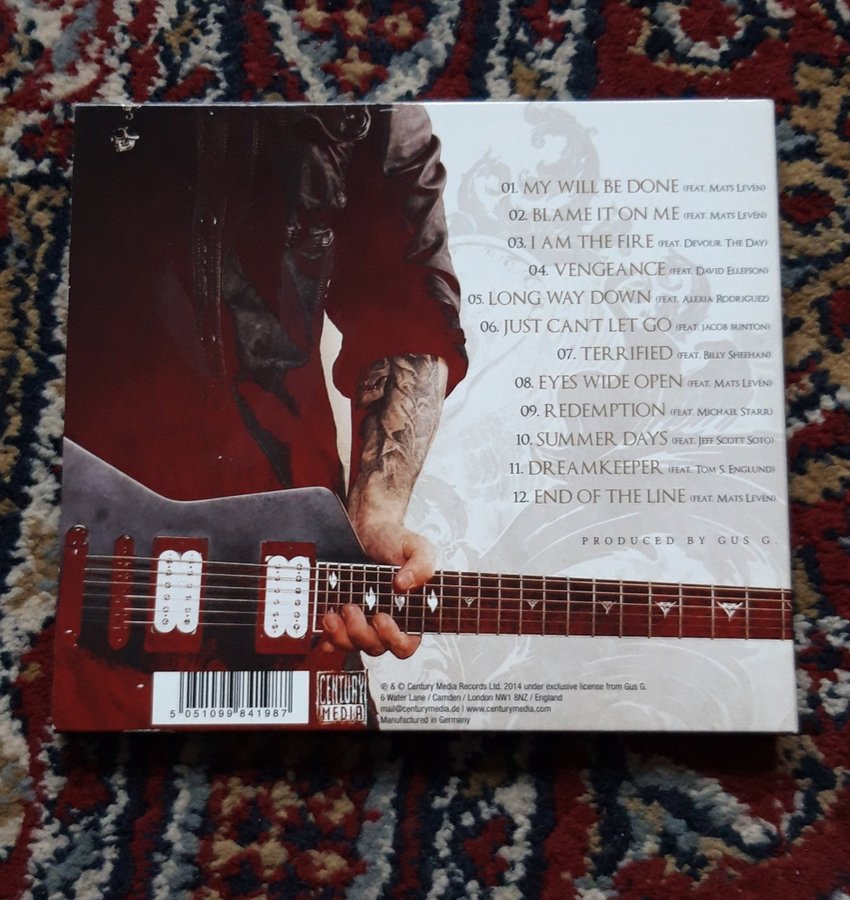 01. MY WILL BE DONE (FEAT. MATS LEVÉN)
02. BLAME IT ON ME (FEAT. MATS LEVÉN)
03. I AM THE FIRE (FEAT. DEVOUR THE DAY)
04. VENGEANCE (FEAT. DAVID ELLEFSON)
05. LONG WAY DOWN (FEAT. ALEXIA RODRIGUEZ)
06. JUST CAN'T LET GO (FEAT. JACOB BUNTON)
07. TERRIFIED (FEAT. BILLY SHEEHAN)
08. EYES WIDE OPEN (FEAT. MATS LEVÉN)
09. REDEMPTION (FEAT. MICHAEL STARR)
10. SUMMER DAYS (FEAT. JEFF SCOTT SOTO)
11. DREAMKEEPER (FEAT. TOM S. ENGLUND)
12. END OF THE LINE (FEAT. MATS LEVÉN)
PRODUCED BY GUS G.
5 051099 841987
CENTURY
MEDIA
℗ & © Century Media Records Ltd. 2014 under exclusive license from Gus G.
6 Water Lane / Camden / London NW1 8NZ / England
mail@centurymedia.de I www.centurymedia.com
Manufactured in Germany